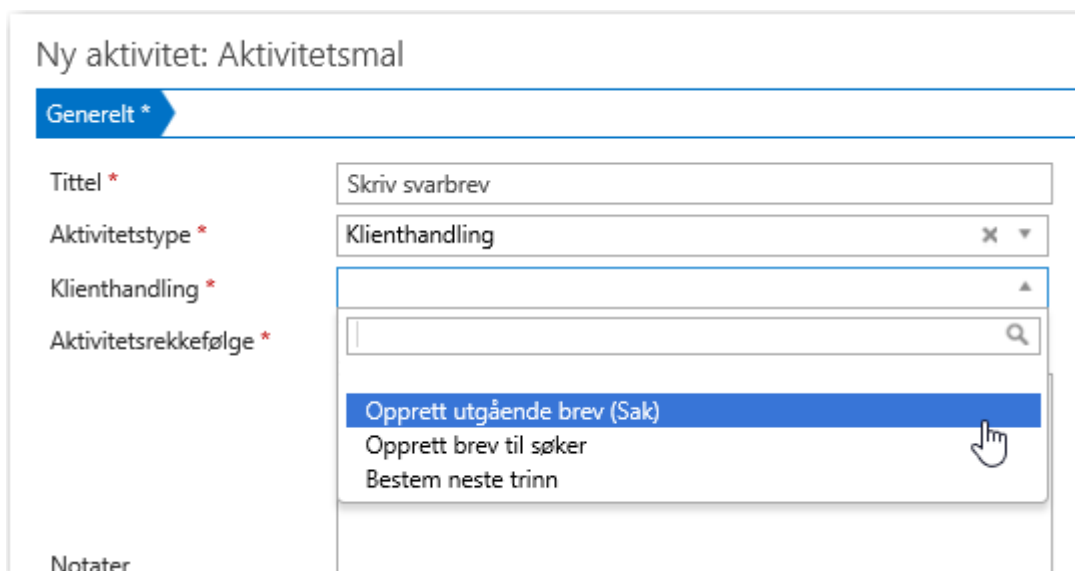 Ny aktivitet: Aktivitetsmal
Generelt *
Tittel * Skriv svarbrev
Aktivitetstype * Klienthandling
Klienthandling *
Aktivitetsrekkefølge *
Opprett utgående brev (Sak)
Opprett brev til søker
Bestem neste trinn
Notater